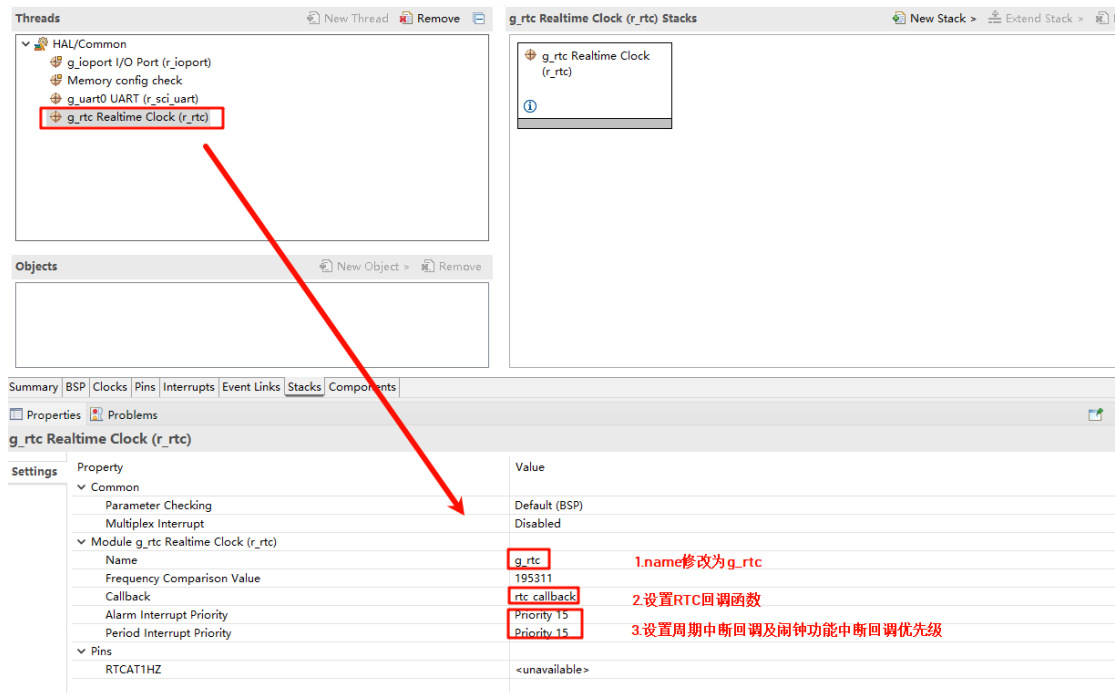 Threads
New Thread
Remove
HAL/Common
g_ioport I/O Port (r_ioport)
Memory config check
g_uart0 UART (r_sci_uart)
g_rtc Realtime Clock (r_rtc)
g_rtc Realtime Clock (r_rtc) Stacks
New Stack >
Extend Stack >
g_rtc Realtime Clock
(r_rtc)
Objects
New Object >
Remove
Summary BSP Clocks Pins Interrupts Event Links Stacks Components
Properties Problems
g_rtc Realtime Clock (r_rtc)
Settings
Property Value
Common
Parameter Checking Default (BSP)
Multiplex Interrupt Disabled
Module g_rtc Realtime Clock (r_rtc)
Name g_rtc 1.name修改为g_rtc
Frequency Comparison Value 195311
Callback rtc_callback 2.设置RTC回调函数
Alarm Interrupt Priority Priority 15
Period Interrupt Priority Priority 15 3.设置周期中断回调及闹钟功能中断回调优先级
Pins
RTCAT1HZ <unavailable>